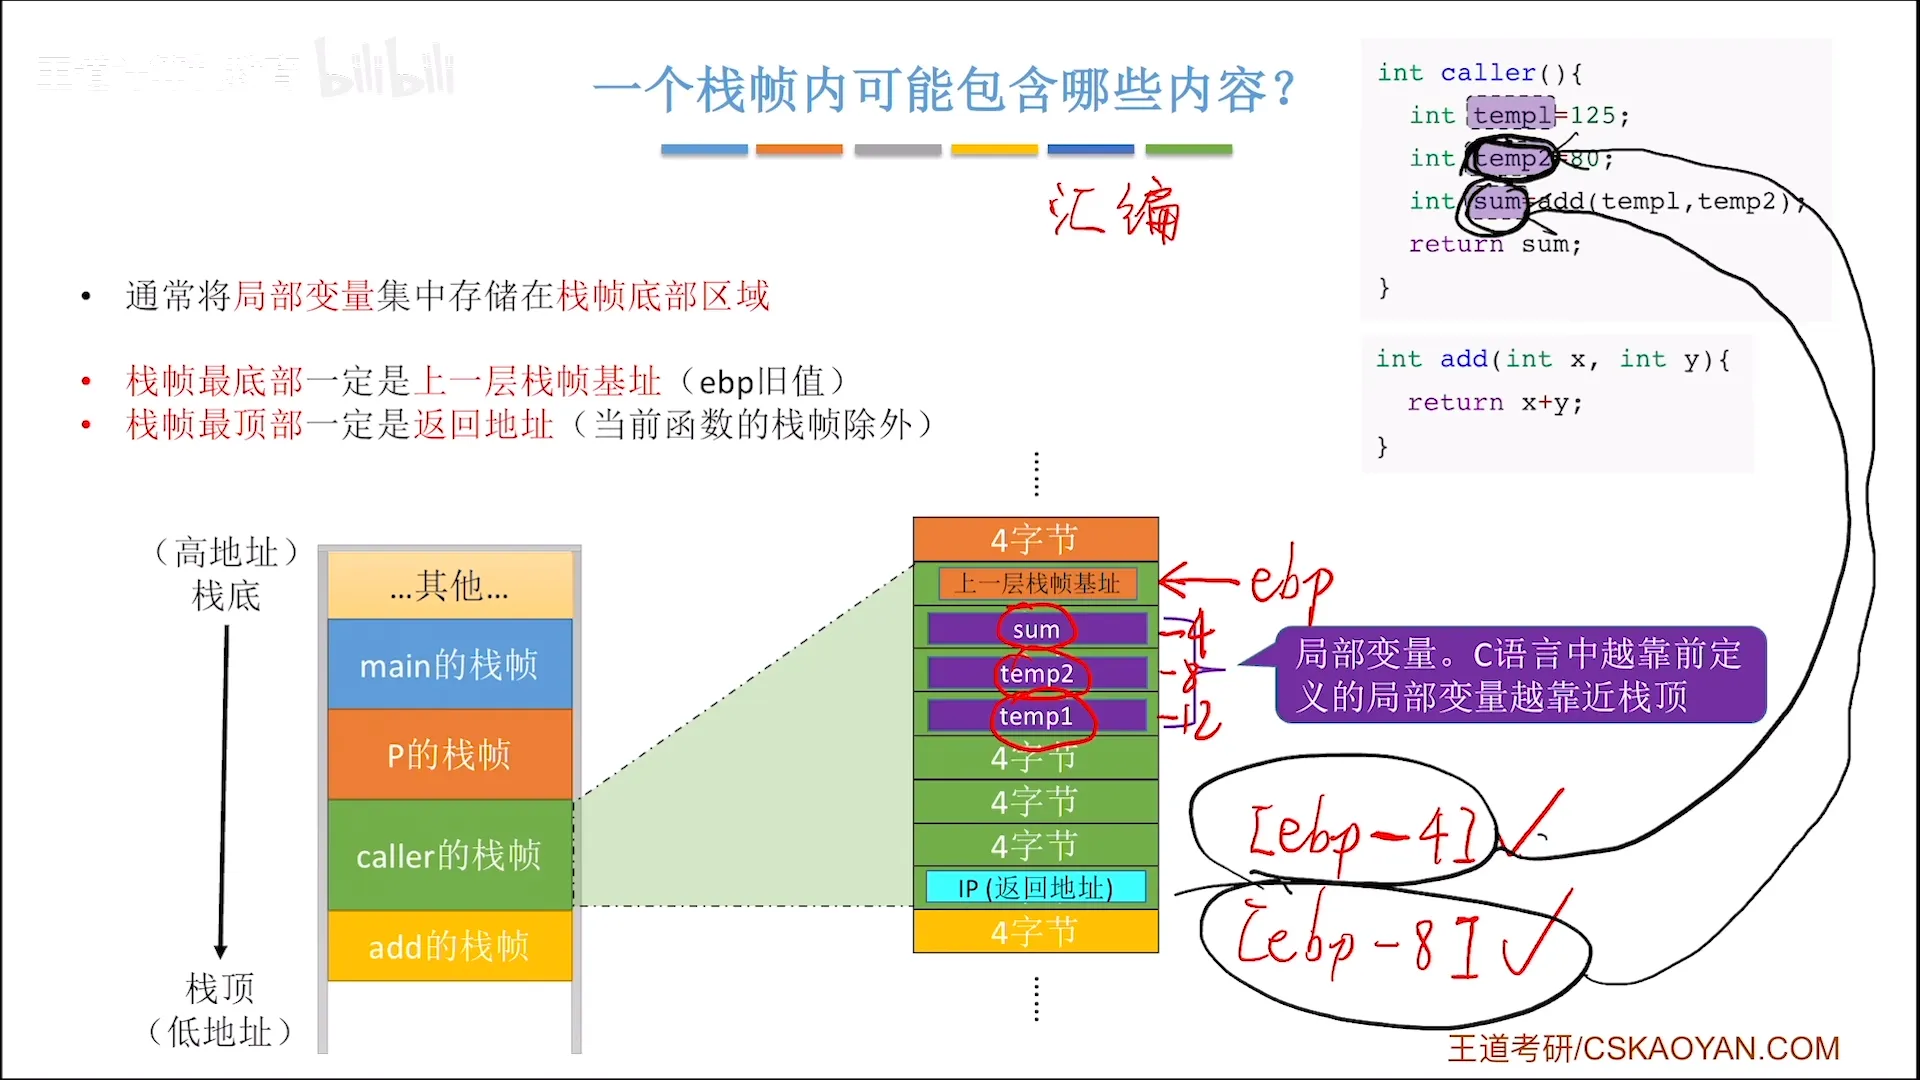 王道计算机教育 bilibili
一个栈帧内可能包含哪些内容？
汇编
int caller(){
int temp1=125;
int temp2=80;
int sum=add(temp1,temp2);
return sum;
}
int add(int x, int y){
return x+y;
}
• 通常将局部变量集中存储在栈帧底部区域
• 栈帧最底部一定是上一层栈帧基址（ebp旧值）
• 栈帧最顶部一定是返回地址（当前函数的栈帧除外）
（高地址）
栈底
栈顶
（低地址）
...其他...
main的栈帧
P的栈帧
caller的栈帧
add的栈帧
4字节
上一层栈帧基址
sum
temp2
temp1
4字节
4字节
4字节
IP (返回地址)
4字节
ebp
-4
-8
-12
局部变量。C语言中越靠前定
义的局部变量越靠近栈顶
[ebp-4]
[ebp-8]
王道考研/CSKAOYAN.COM